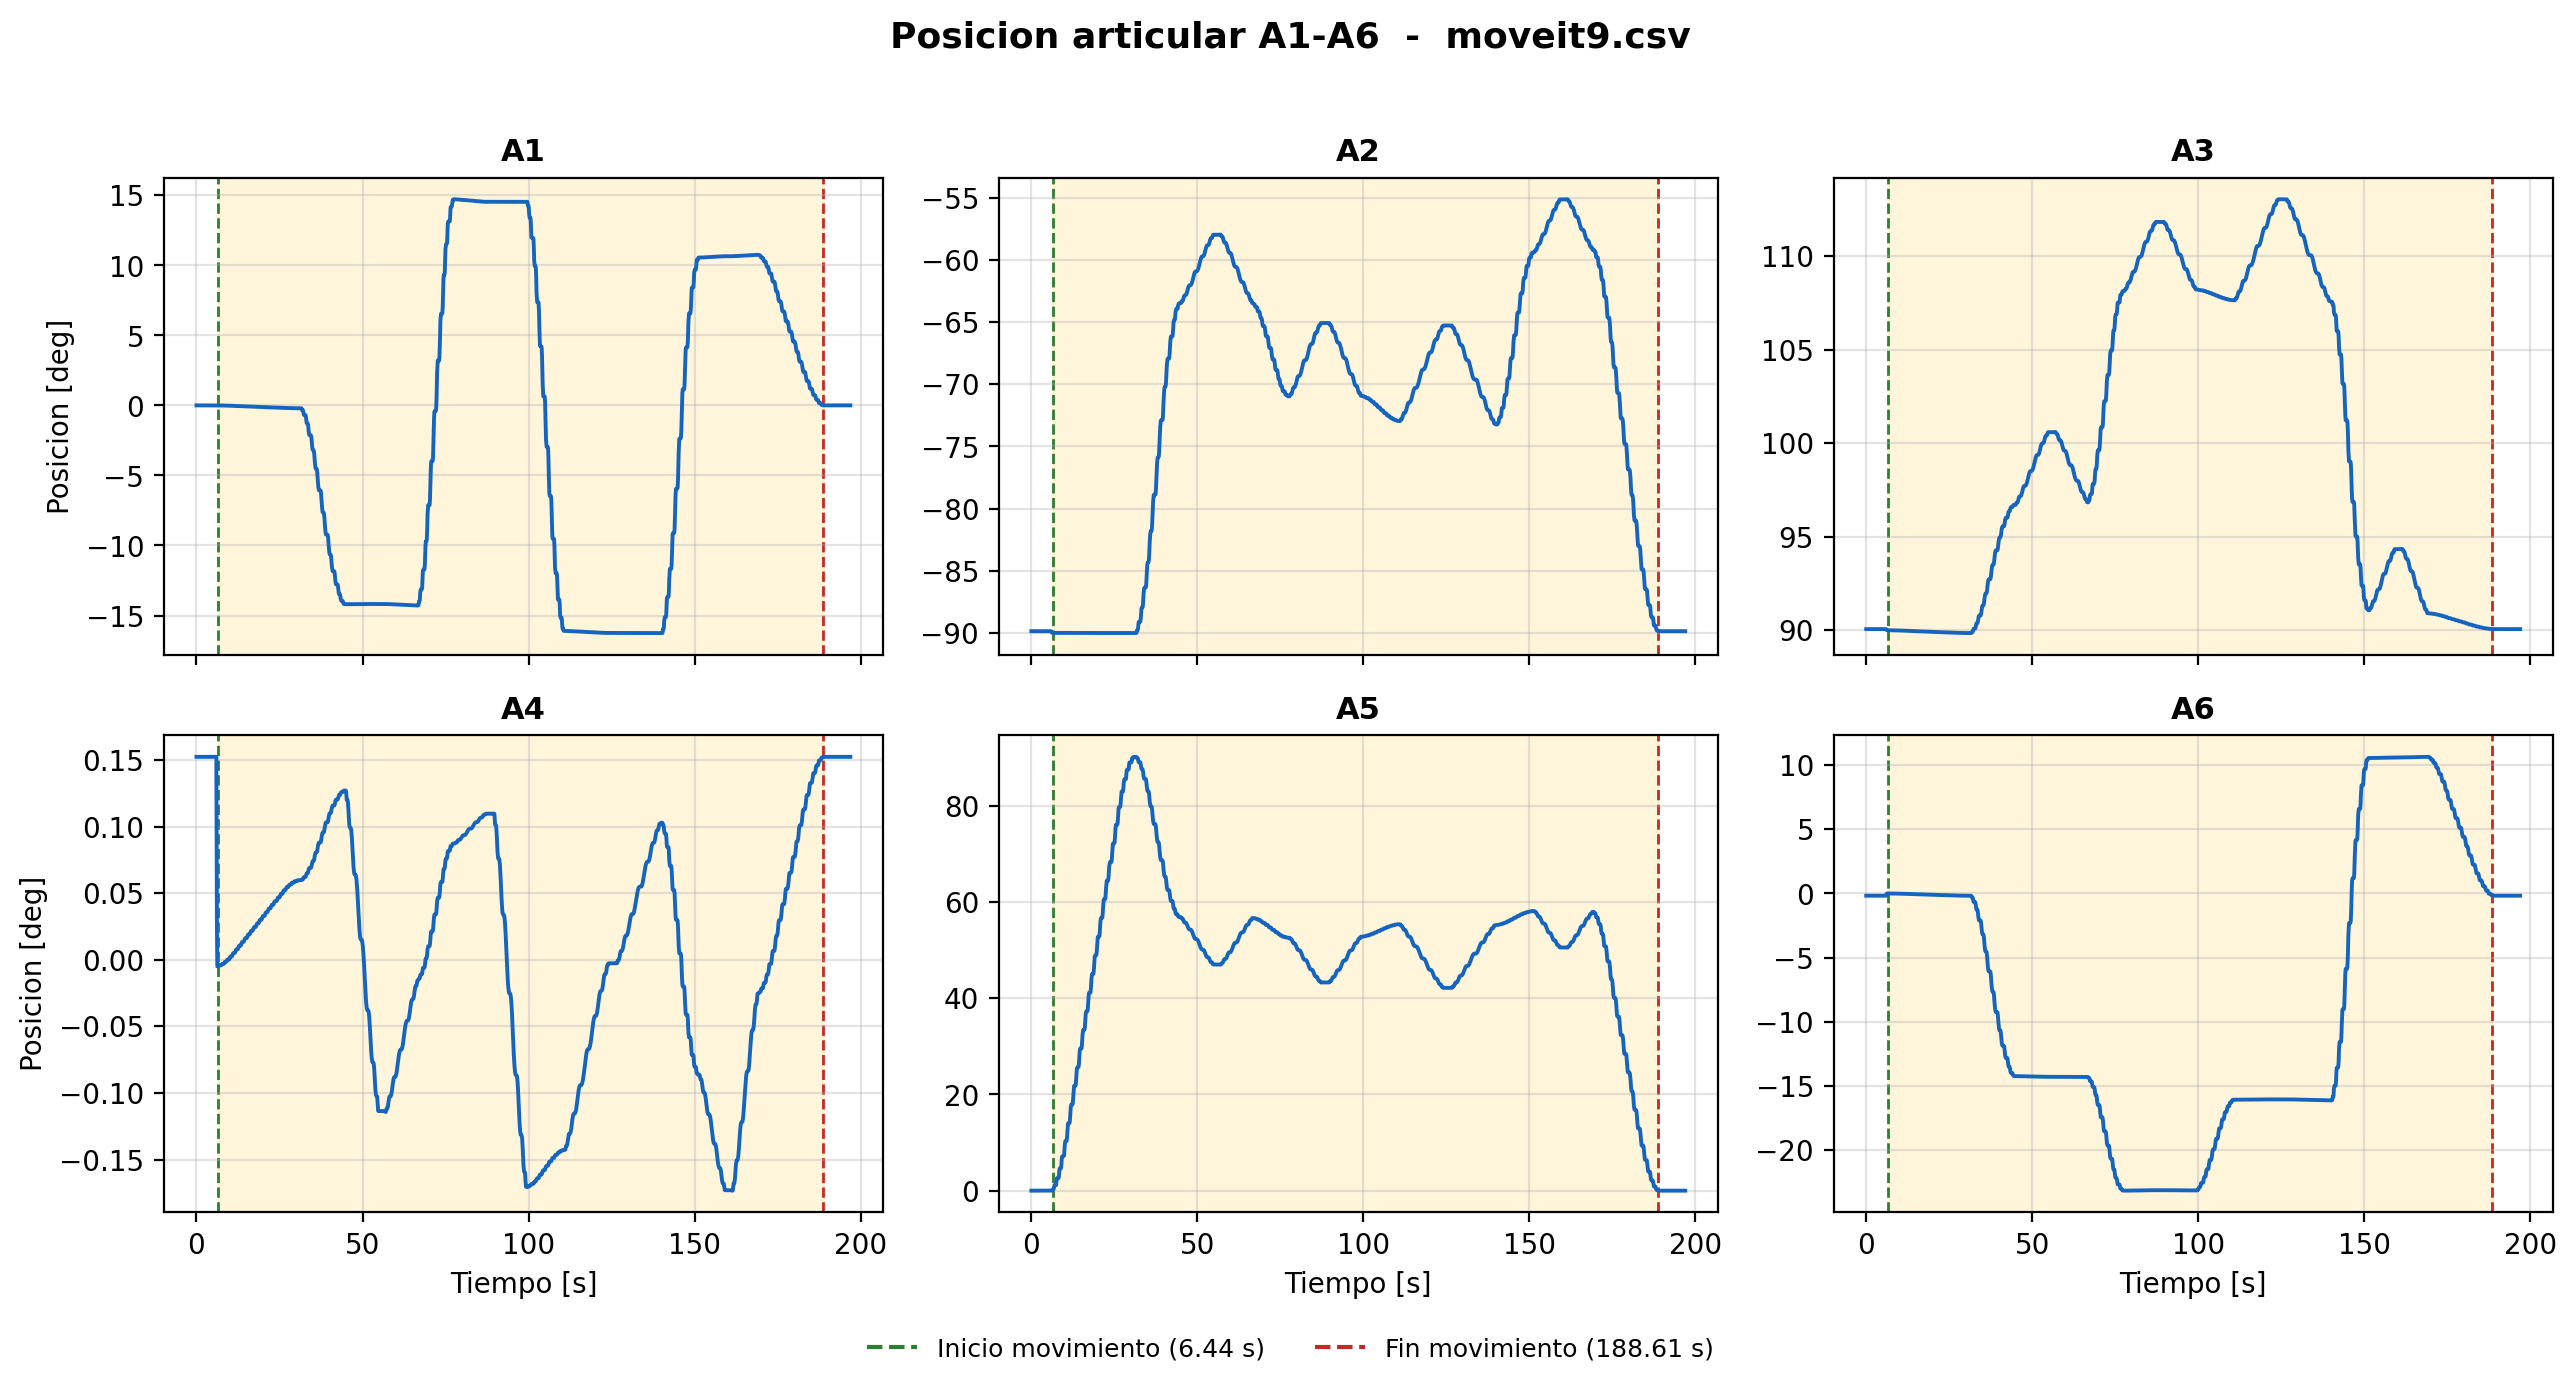 Posicion articular A1-A6  -  moveit9.csv
A1
A2
A3
Posicion [deg]
15
10
5
0
−5
−10
−15
−55
−60
−65
−70
−75
−80
−85
−90
110
105
100
95
90
A4
A5
A6
Posicion [deg]
0.15
0.10
0.05
0.00
−0.05
−0.10
−0.15
80
60
40
20
0
10
5
0
−5
−10
−15
−20
0 50 100 150 200
0 50 100 150 200
0 50 100 150 200
Tiempo [s]
Tiempo [s]
Tiempo [s]
Inicio movimiento (6.44 s)
Fin movimiento (188.61 s)